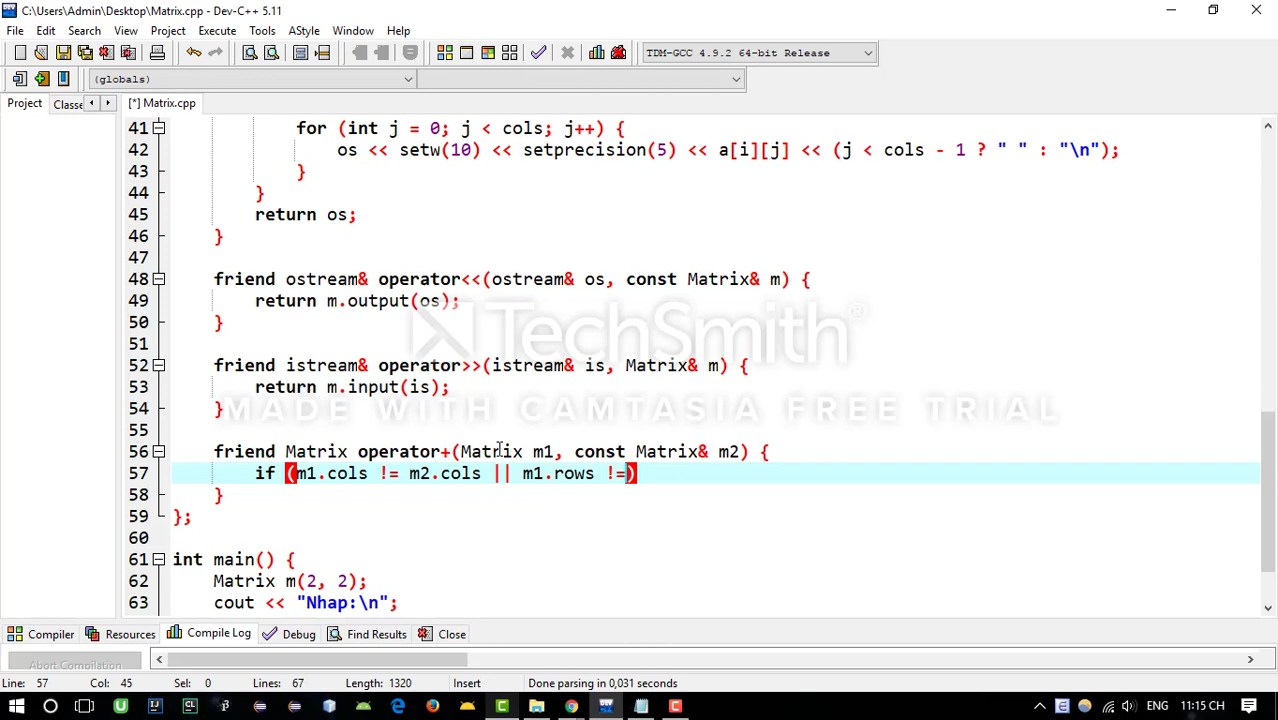 C:\Users\Admin\Desktop\Matrix.cpp - Dev-C++ 5.11
File Edit Search View Project Execute Tools AStyle Window Help
TDM-GCC 4.9.2 64-bit Release
(globals)
Project Classe [*] Matrix.cpp
41 for (int j = 0; j < cols; j++) {
42 os << setw(10) << setprecision(5) << a[i][j] << (j < cols - 1 ? " " : "\n");
43 }
44 }
45 return os;
46 }
47
48 friend ostream& operator<<(ostream& os, const Matrix& m) {
49 return m.output(os);
50 }
51
52 friend istream& operator>>(istream& is, Matrix& m) {
53 return m.input(is);
54 }
55
56 friend Matrix operator+(Matrix m1, const Matrix& m2) {
57 if (m1.cols != m2.cols || m1.rows !=)
58 }
59 };
60
61 int main() {
62 Matrix m(2, 2);
63 cout << "Nhap:\n";
TechSmith®
MADE WITH CAMTASIA FREE TRIAL
Compiler Resources Compile Log Debug Find Results Close
Abort Compilation
Line: 57 Col: 45 Sel: 0 Lines: 67 Length: 1320 Insert Done parsing in 0,031 seconds
ENG 11:15 CH